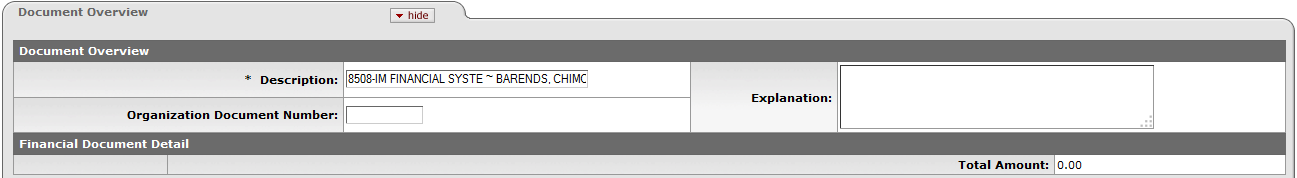 Document Overview
hide
Document Overview
* Description: 8508-IM FINANCIAL SYSTE ~ BARENDS, CHIMC
Explanation:
Organization Document Number:
Financial Document Detail
Total Amount: 0.00